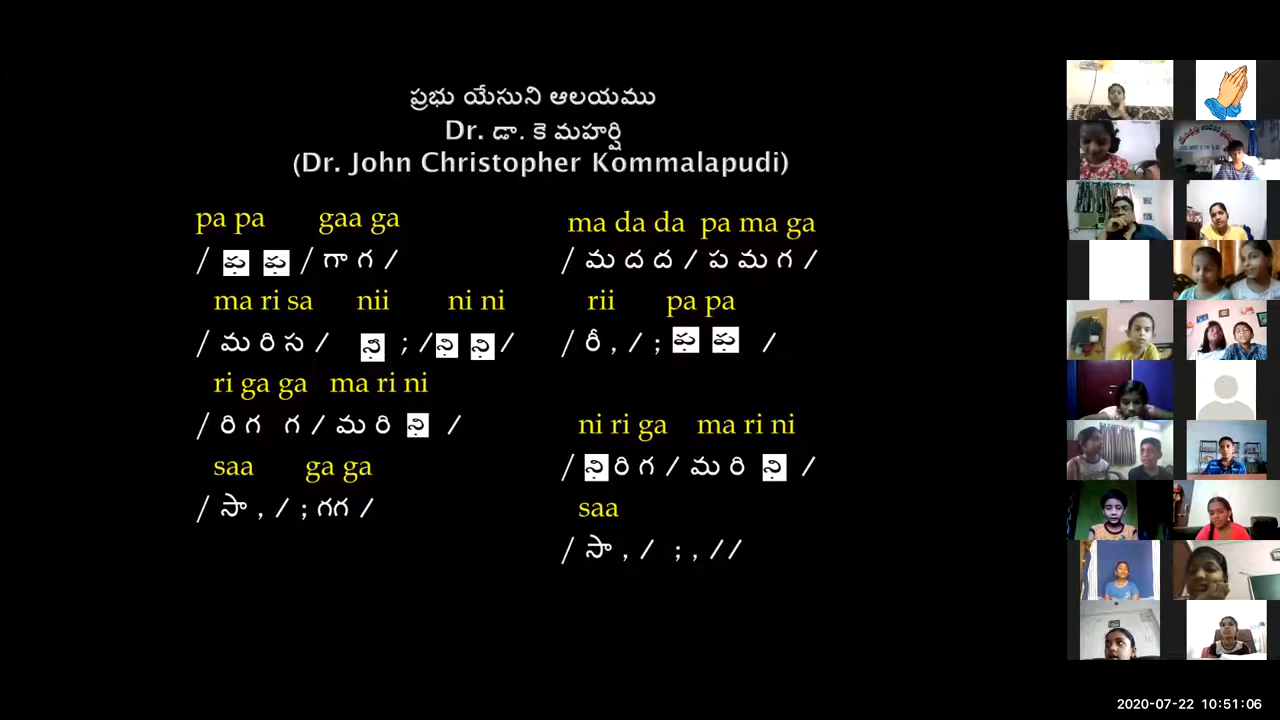 ప్రభు యేసుని ఆలయము
Dr. డా. కె మహర్షి
(Dr. John Christopher Kommalapudi)
pa pa gaa ga
/ ప़ ప़ / గా గ /
ma ri sa nii ni ni
/ మ రి స / నీ ; / ని ని /
ri ga ga ma ri ni
/ రి గ గ / మ రి ని /
saa ga ga
/ సా , / ; గగ /
ma da da pa ma ga
/ మ ద ద / ప మ గ /
rii pa pa
/ రీ , / ; ప ప /
ni ri ga ma ri ni
/ ని రి గ / మ రి ని /
saa
/ సా , / ; , / /
2020-07-22 10:51:06